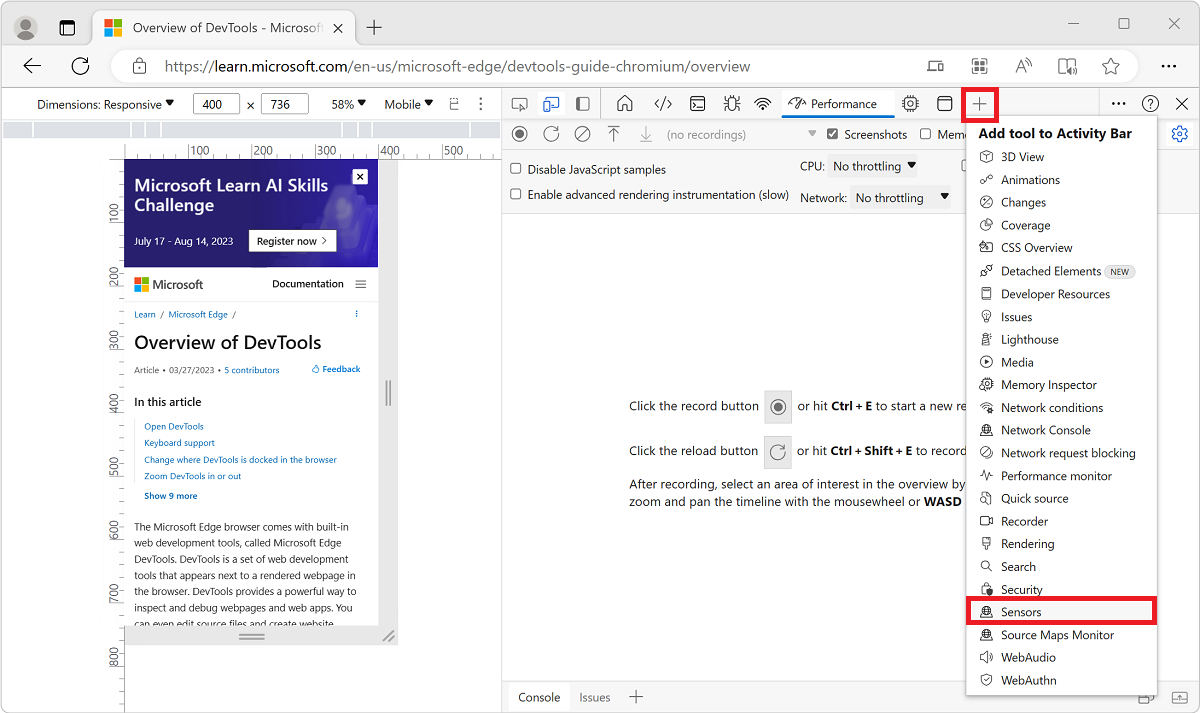 Overview of DevTools - Microsoft
https://learn.microsoft.com/en-us/microsoft-edge/devtools-guide-chromium/overview
Dimensions: Responsive 400 × 736 58% Mobile
Performance
(no recordings) Screenshots Mem
Disable JavaScript samples CPU: No throttling
Enable advanced rendering instrumentation (slow) Network: No throttling
100 200 300 400 500
100
200
300
400
500
600
700
800
Microsoft Learn AI Skills
Challenge
July 17 - Aug 14, 2023 Register now
Microsoft Documentation
Learn / Microsoft Edge /
Overview of DevTools
Article • 03/27/2023 • 5 contributors Feedback
In this article
Open DevTools
Keyboard support
Change where DevTools is docked in the browser
Zoom DevTools in or out
Show 9 more
The Microsoft Edge browser comes with built-in
web development tools, called Microsoft Edge
DevTools. DevTools is a set of web development
tools that appears next to a rendered webpage in
the browser. DevTools provides a powerful way to
inspect and debug webpages and web apps. You
can even edit source files and create website
Click the record button or hit Ctrl + E to start a new re
Click the reload button or hit Ctrl + Shift + E to record
After recording, select an area of interest in the overview by
zoom and pan the timeline with the mousewheel or WASD
Add tool to Activity Bar
3D View
Animations
Changes
Coverage
CSS Overview
Detached Elements NEW
Developer Resources
Issues
Lighthouse
Media
Memory Inspector
Network conditions
Network Console
Network request blocking
Performance monitor
Quick source
Recorder
Rendering
Search
Security
Sensors
Source Maps Monitor
WebAudio
WebAuthn
Console Issues